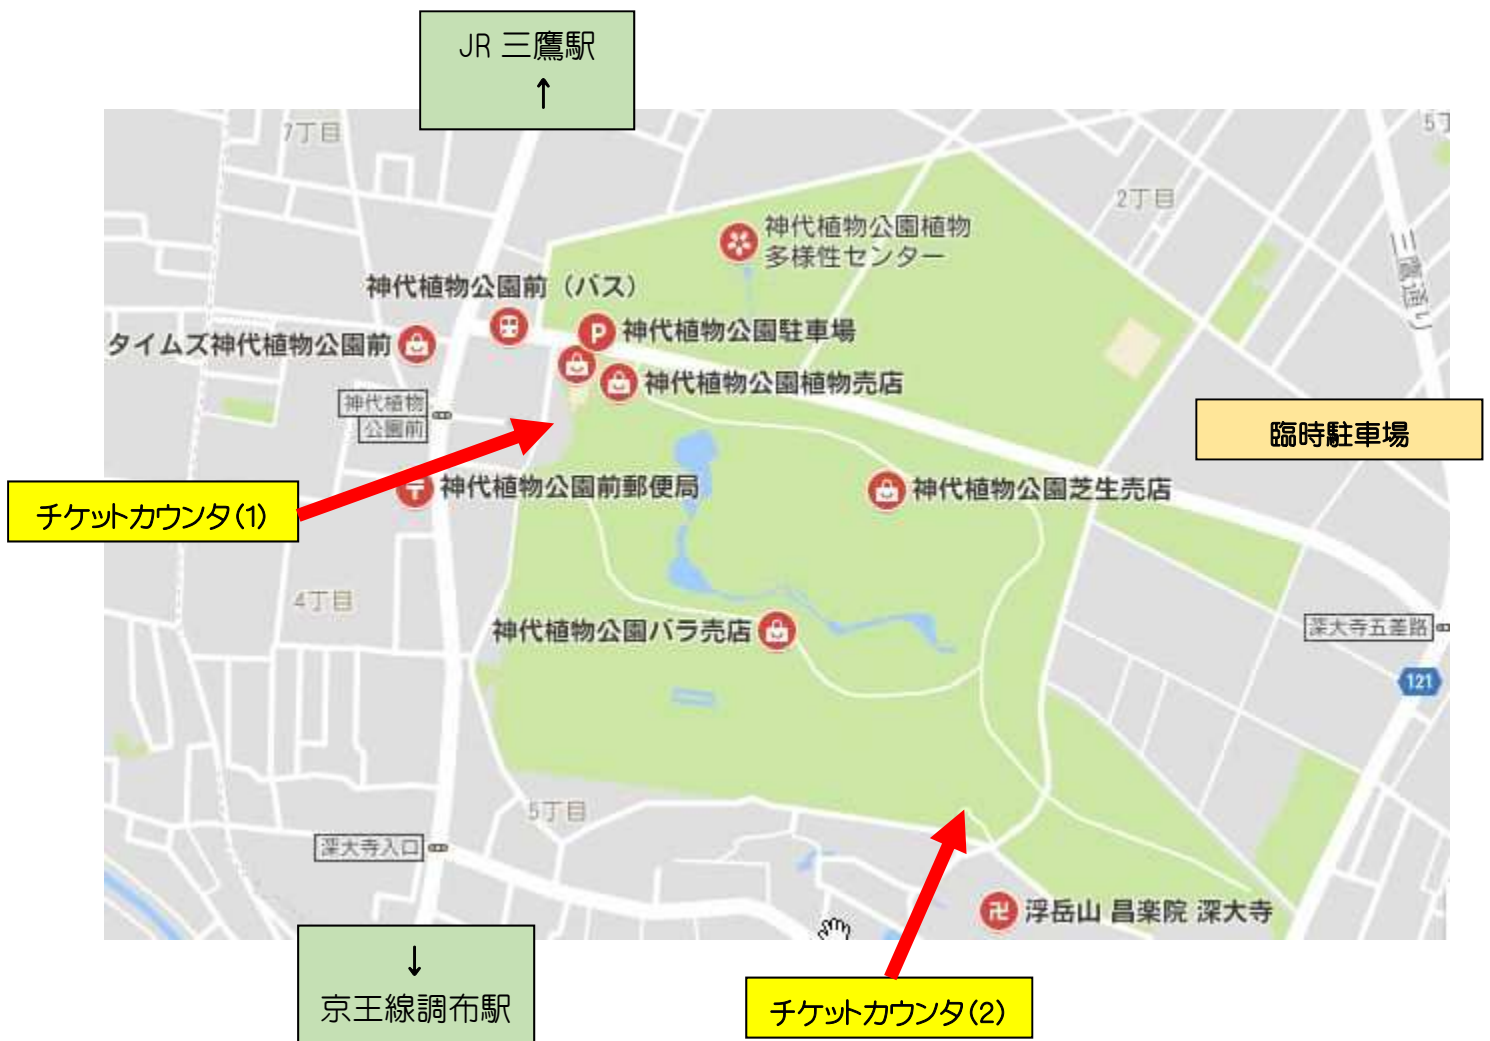 JR 三鷹駅
↑
7丁目
5丁
2丁目
神代植物公園植物
多様性センター
三鷹通り
神代植物公園前（バス）
タイムズ神代植物公園前
P
神代植物公園駐車場
神代植物公園植物売店
神代植物
公園前
臨時駐車場
チケットカウンタ(1)
〒
神代植物公園前郵便局
神代植物公園芝生売店
4丁目
神代植物公園バラ売店
深大寺五差路
121
5丁目
深大寺入口
卍
浮岳山 昌楽院 深大寺
↓
京王線調布駅
チケットカウンタ(2)